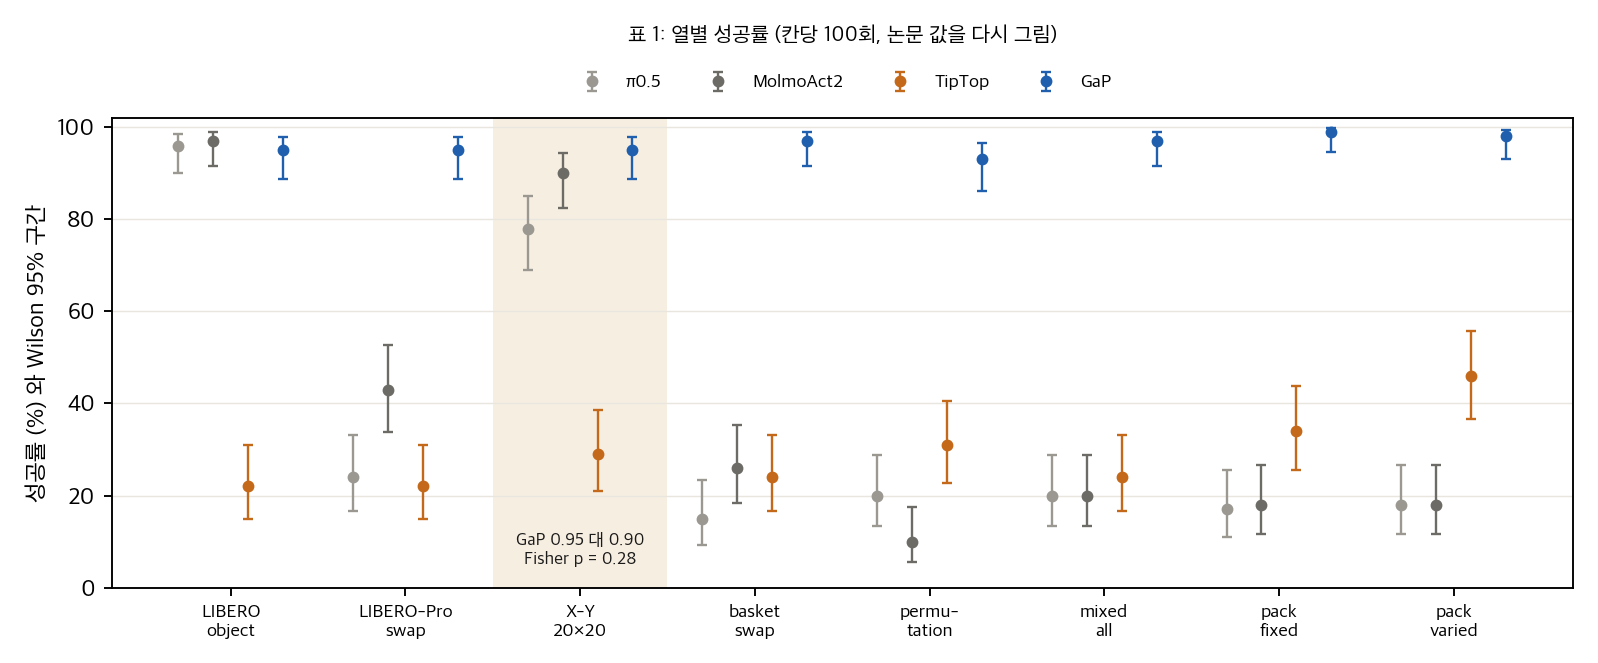 표 1: 열별 성공률 (칸당 100회, 논문 값을 다시 그림)
π0.5
MolmoAct2
TipTop
GaP
성공률 (%) 와 Wilson 95% 구간
100
80
60
40
20
0
GaP 0.95 대 0.90
Fisher p = 0.28
LIBERO
object
LIBERO-Pro
swap
X-Y
20×20
basket
swap
permu-
tation
mixed
all
pack
fixed
pack
varied